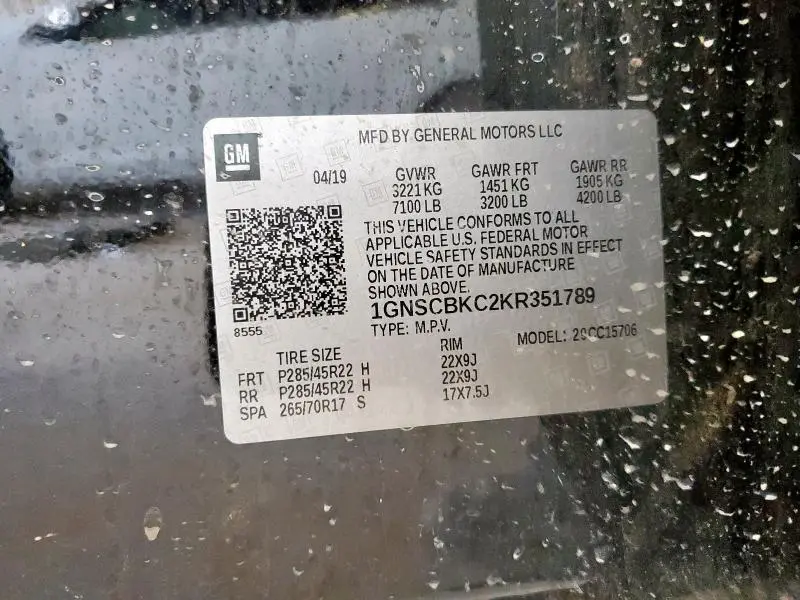 GM
MFD BY GENERAL MOTORS LLC
04/19 GVWR GAWR FRT GAWR RR
3221 KG 1451 KG 1905 KG
7100 LB 3200 LB 4200 LB
THIS VEHICLE CONFORMS TO ALL
APPLICABLE U.S. FEDERAL MOTOR
VEHICLE SAFETY STANDARDS IN EFFECT
ON THE DATE OF MANUFACTURE
SHOWN ABOVE.
1GNSCBKC2KR351789
8555
TYPE: M.P.V. MODEL:
TIRE SIZE RIM
FRT P285/45R22 H 22X9J
RR P285/45R22 H 22X9J
SPA 265/70R17 S 17X7.5J